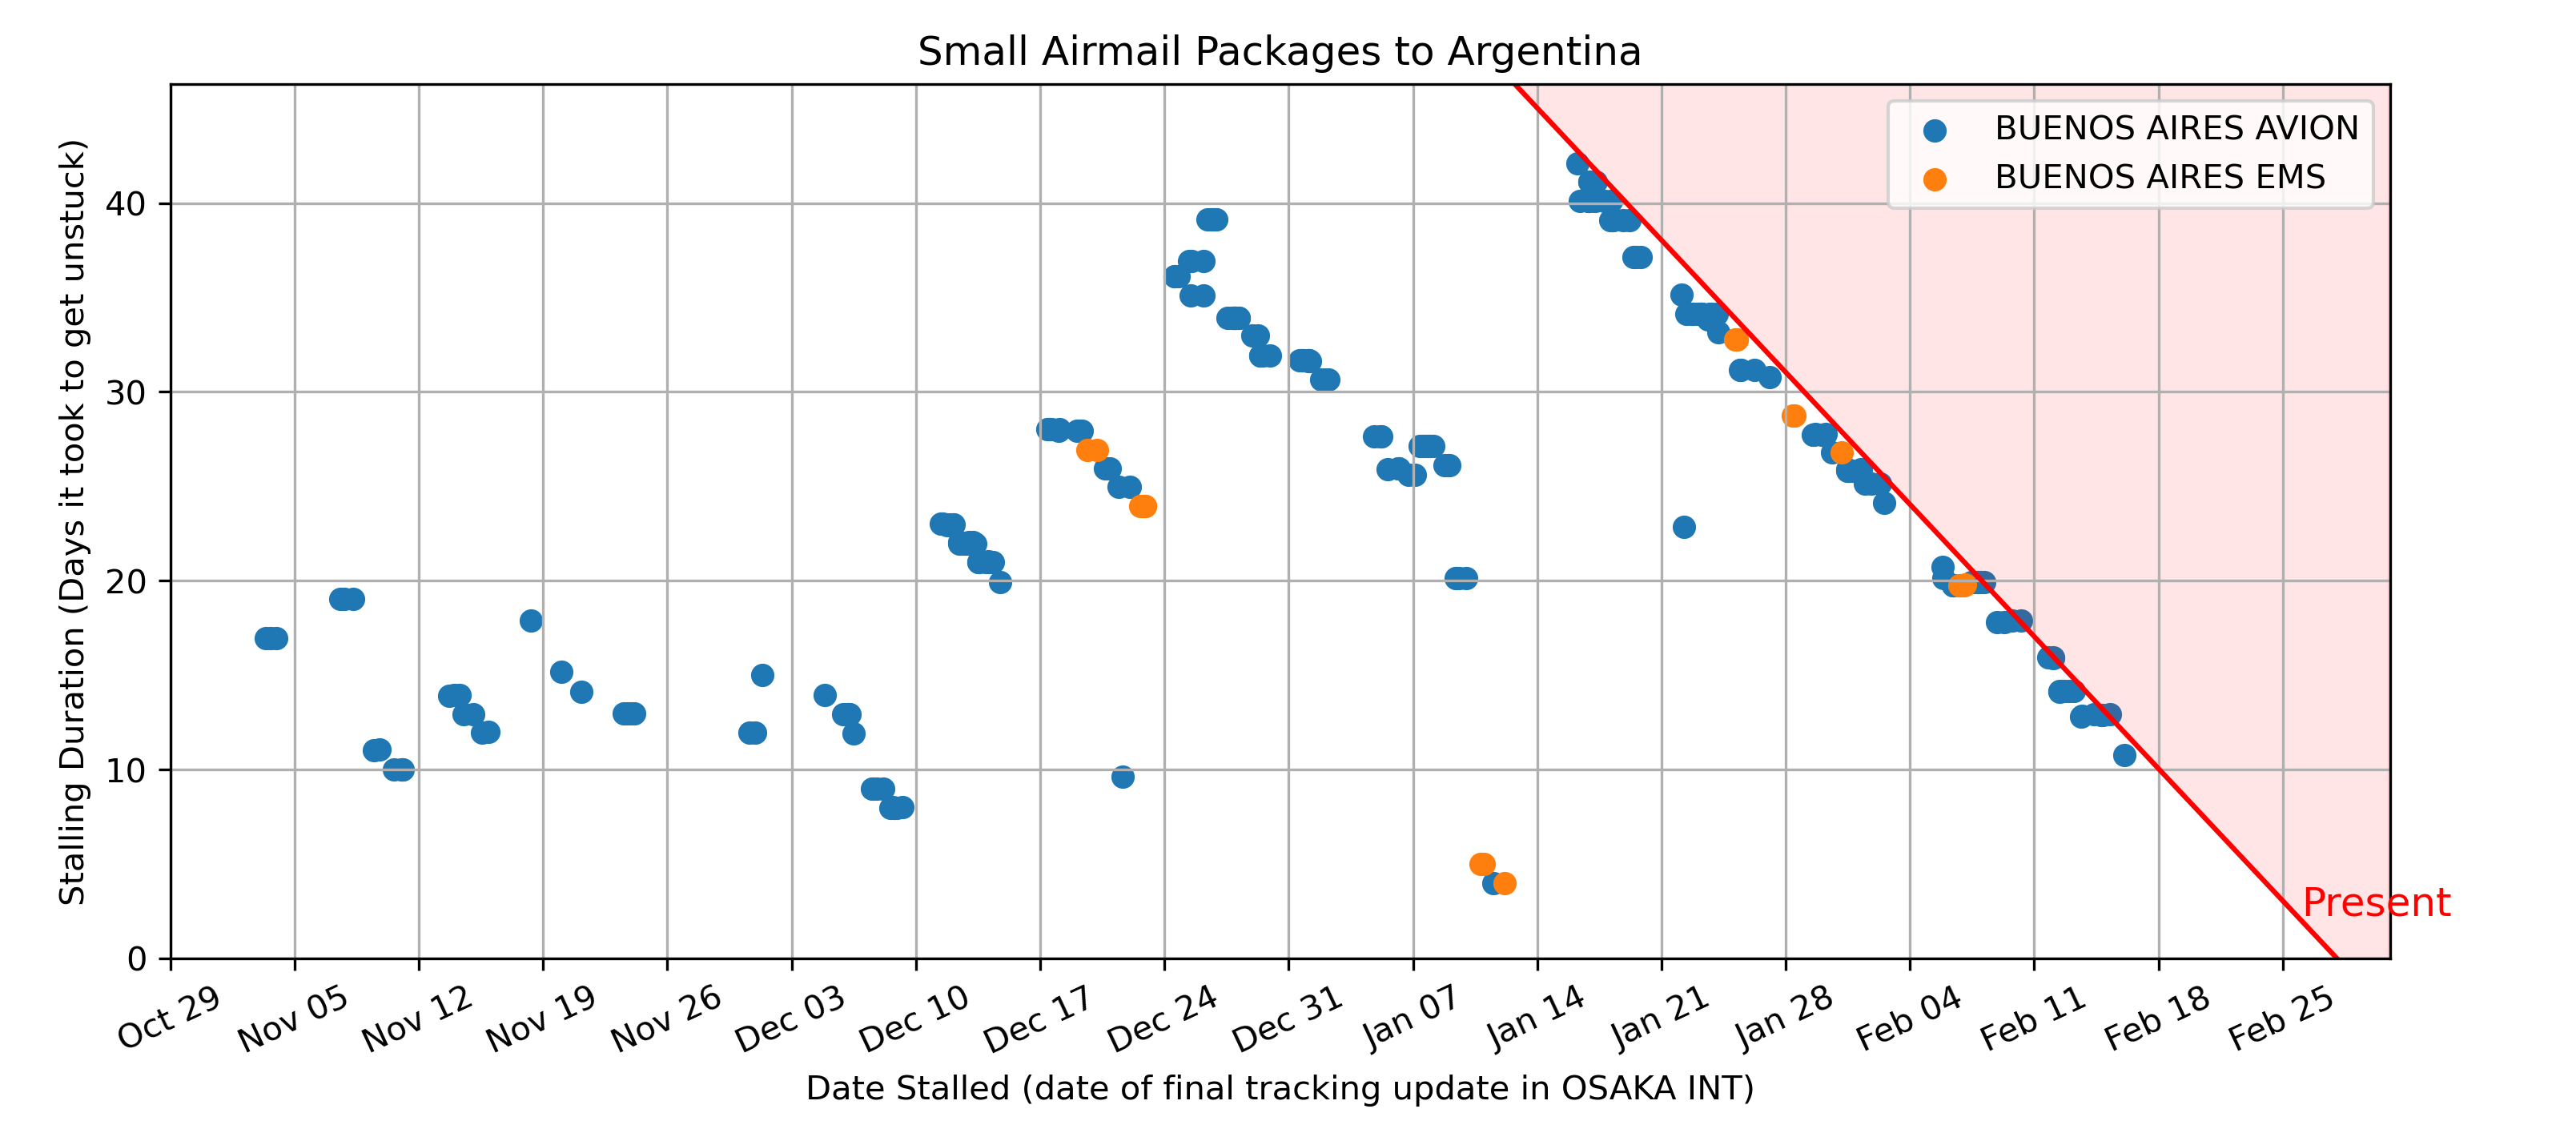 Small Airmail Packages to Argentina
BUENOS AIRES AVION
BUENOS AIRES EMS
Stalling Duration (Days it took to get unstuck)
40
30
20
10
0
Present
Oct 29
Nov 05
Nov 12
Nov 19
Nov 26
Dec 03
Dec 10
Dec 17
Dec 24
Dec 31
Jan 07
Jan 14
Jan 21
Jan 28
Feb 04
Feb 11
Feb 18
Feb 25
Date Stalled (date of final tracking update in OSAKA INT)